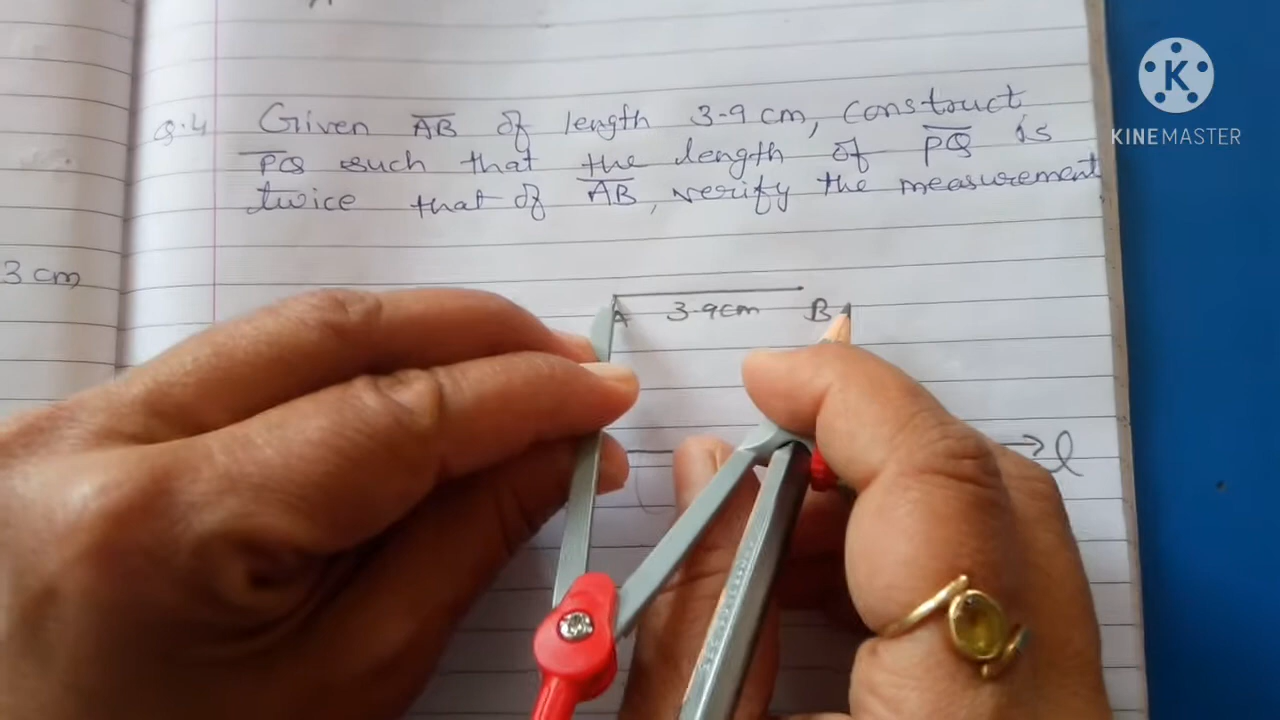 3 cm
Q.4 Given AB of length 3.9 cm, construct
PQ such that the length of PQ is
twice that of AB, verify the measurement
A 3.9cm B
l
K
KINEMASTER